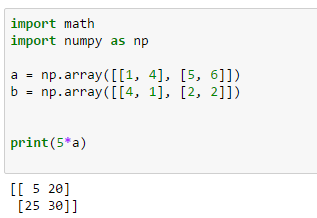 import math
import numpy as np
a = np.array([[1, 4], [5, 6]])
b = np.array([[4, 1], [2, 2]])
print(5*a)
[[ 5 20]
 [25 30]]